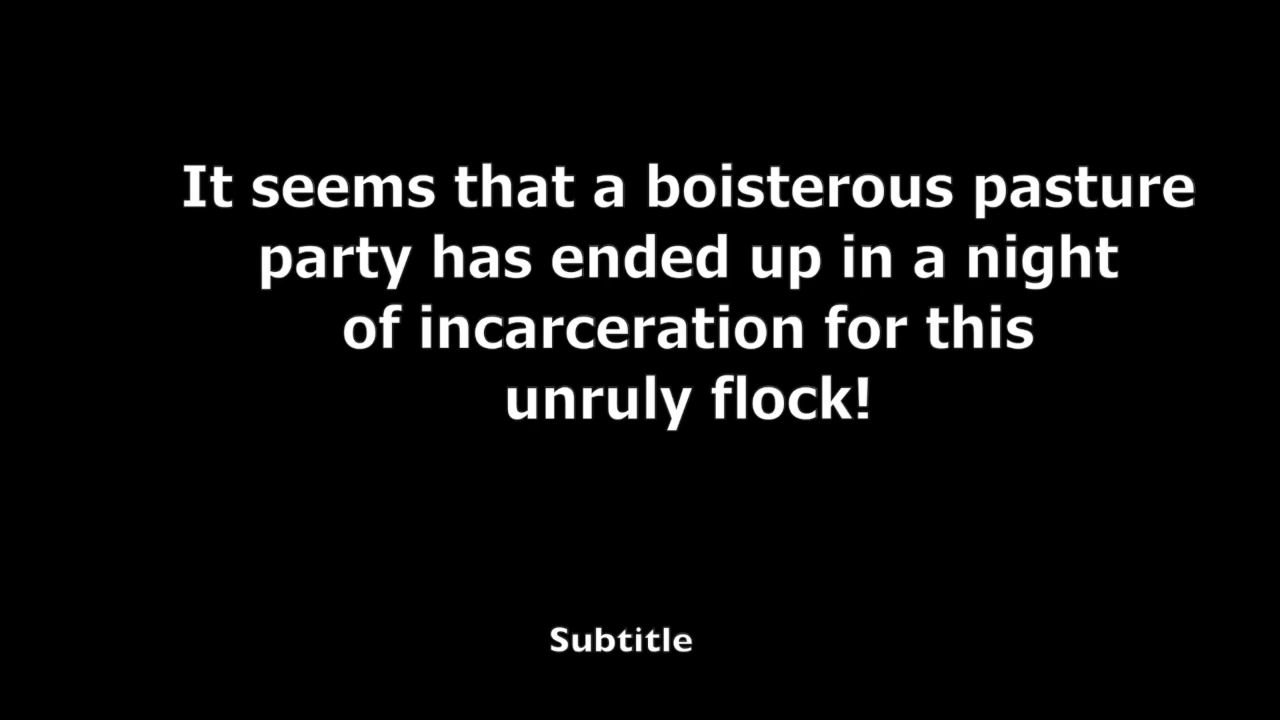 It seems that a boisterous pasture
party has ended up in a night
of incarceration for this
unruly flock!
Subtitle